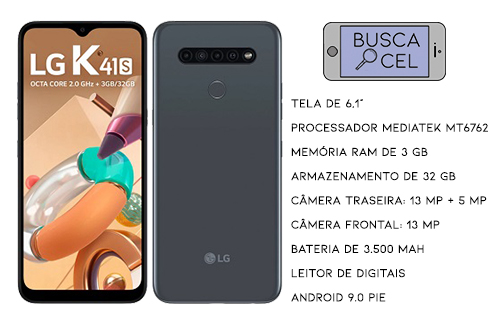 LG K41S
OCTA CORE 2.0 GHz + 3GB/32GB
LG
BUSCA
CEL
TELA DE 6,1"
PROCESSADOR MEDIATEK MT6762
MEMÓRIA RAM DE 3 GB
ARMAZENAMENTO DE 32 GB
CÂMERA TRASEIRA: 13 MP + 5 MP
CÂMERA FRONTAL: 13 MP
BATERIA DE 3.500 MAH
LEITOR DE DIGITAIS
ANDROID 9.0 PIE